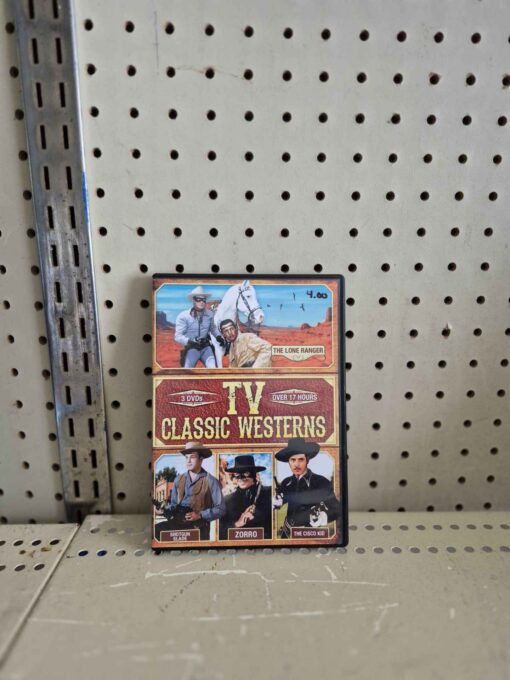 4.00
THE LONE RANGER
3 DVDs
TV
OVER 17 HOURS
CLASSIC WESTERNS
SHOTGUN
SLADE
ZORRO
THE CISCO KID